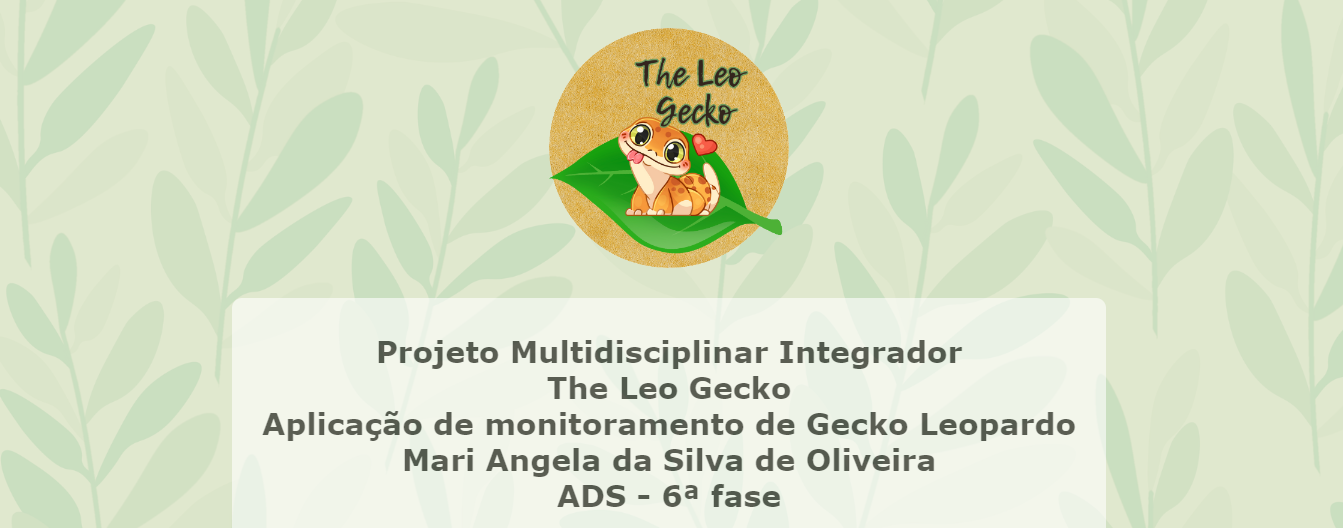 The Leo
Gecko
Projeto Multidisciplinar Integrador
The Leo Gecko
Aplicação de monitoramento de Gecko Leopardo
Mari Angela da Silva de Oliveira
ADS - 6ª fase